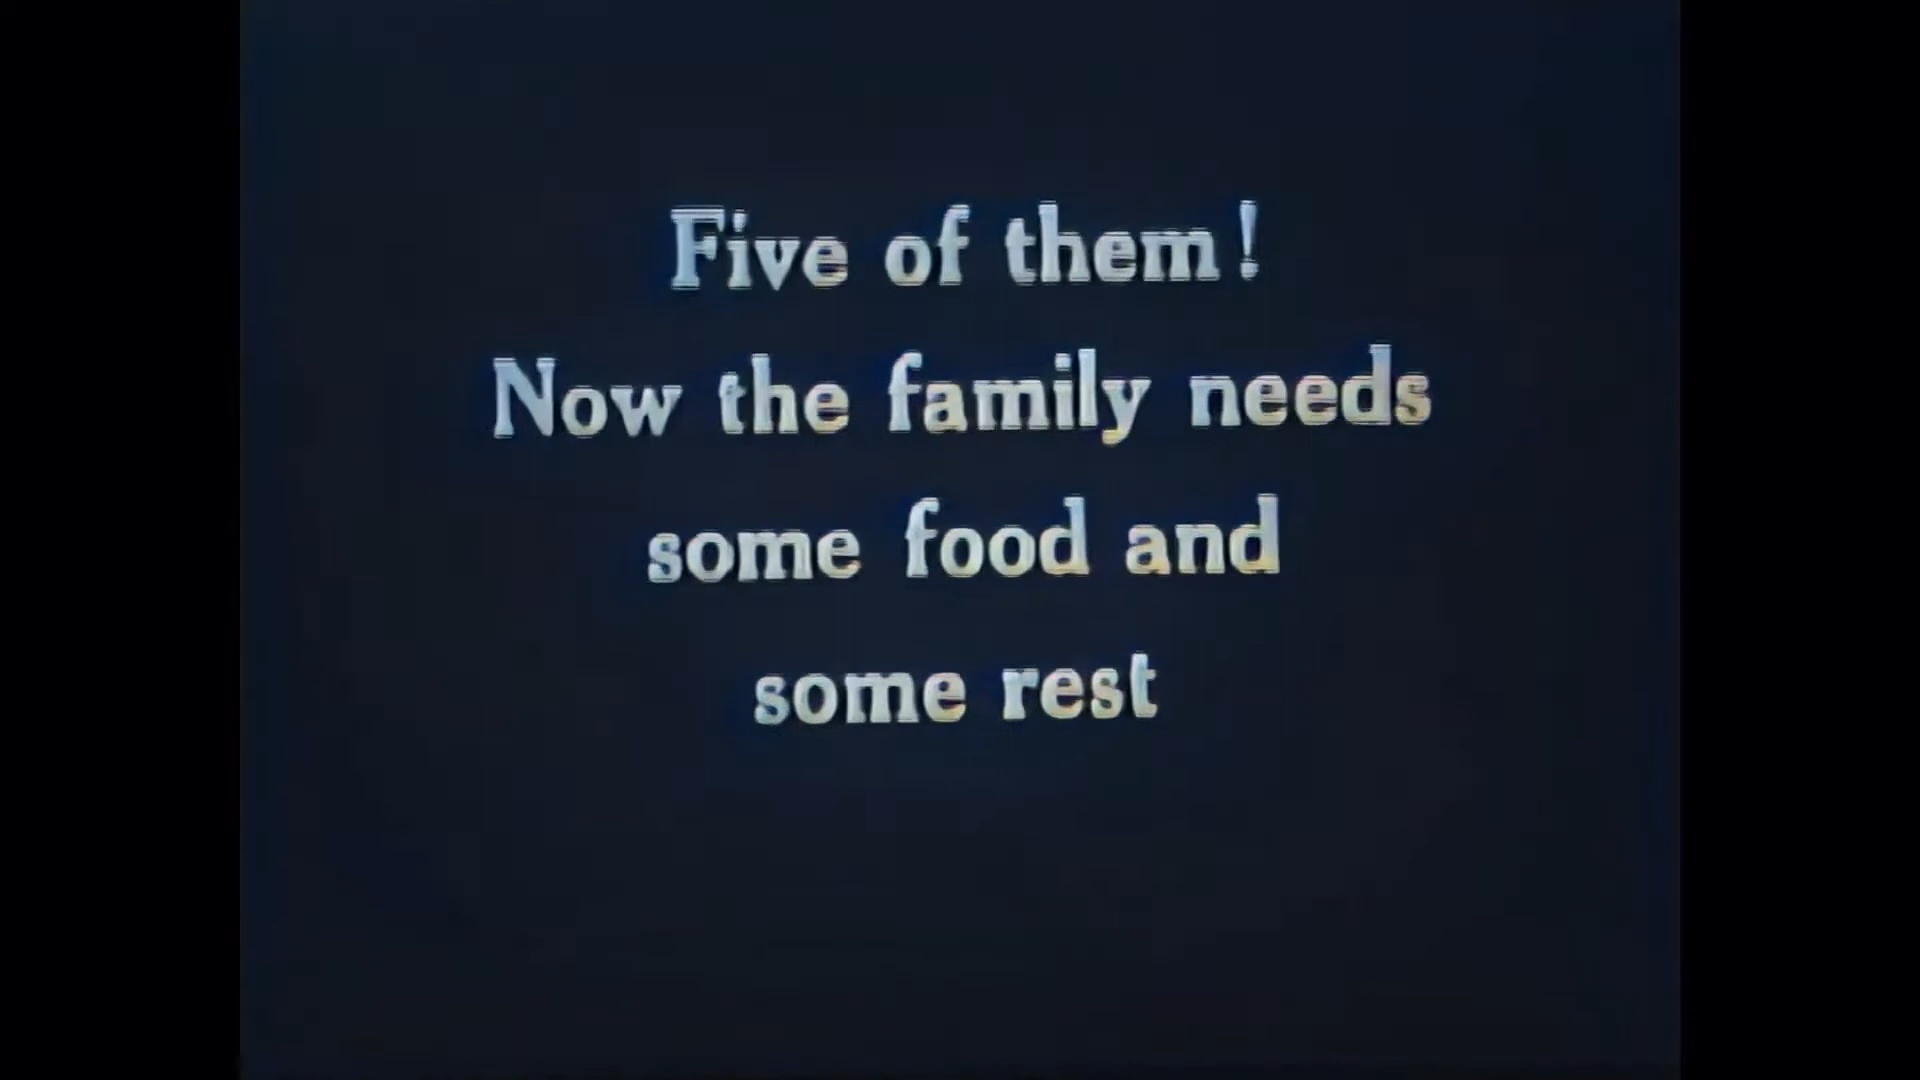 Five of them!
Now the family needs
some food and
some rest